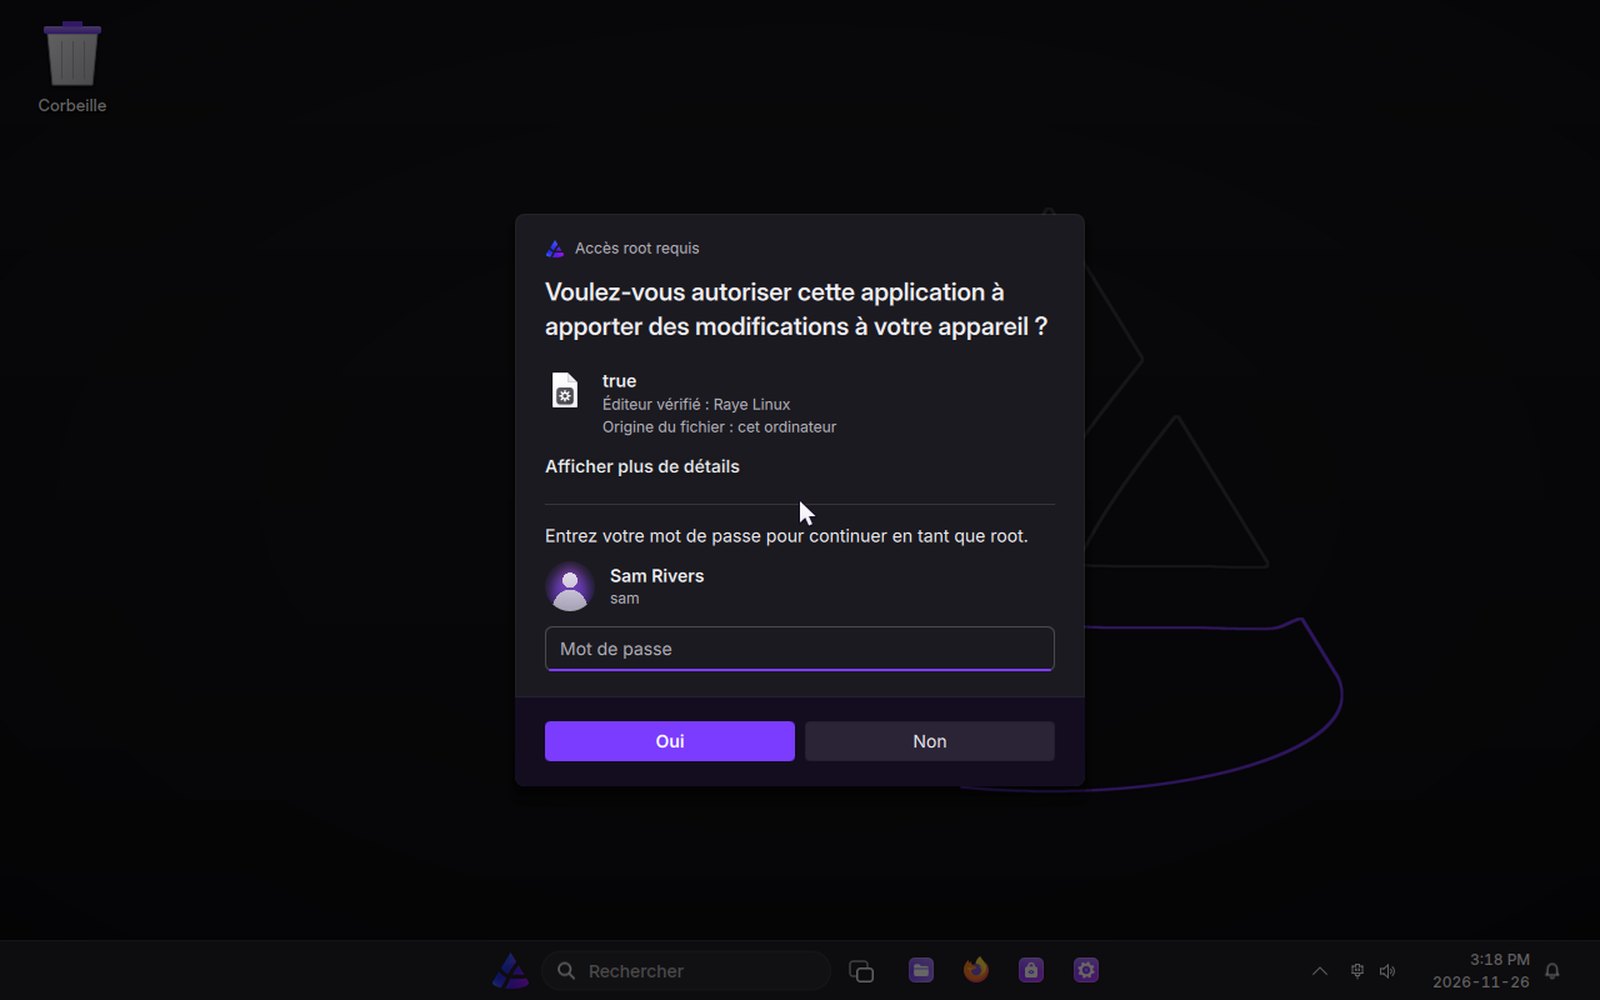 Corbeille
Accès root requis
Voulez-vous autoriser cette application à
apporter des modifications à votre appareil ?
true
Éditeur vérifié : Raye Linux
Origine du fichier : cet ordinateur
Afficher plus de détails
Entrez votre mot de passe pour continuer en tant que root.
Sam Rivers
sam
Mot de passe
Oui
Non
Rechercher
3:18 PM
2026-11-26